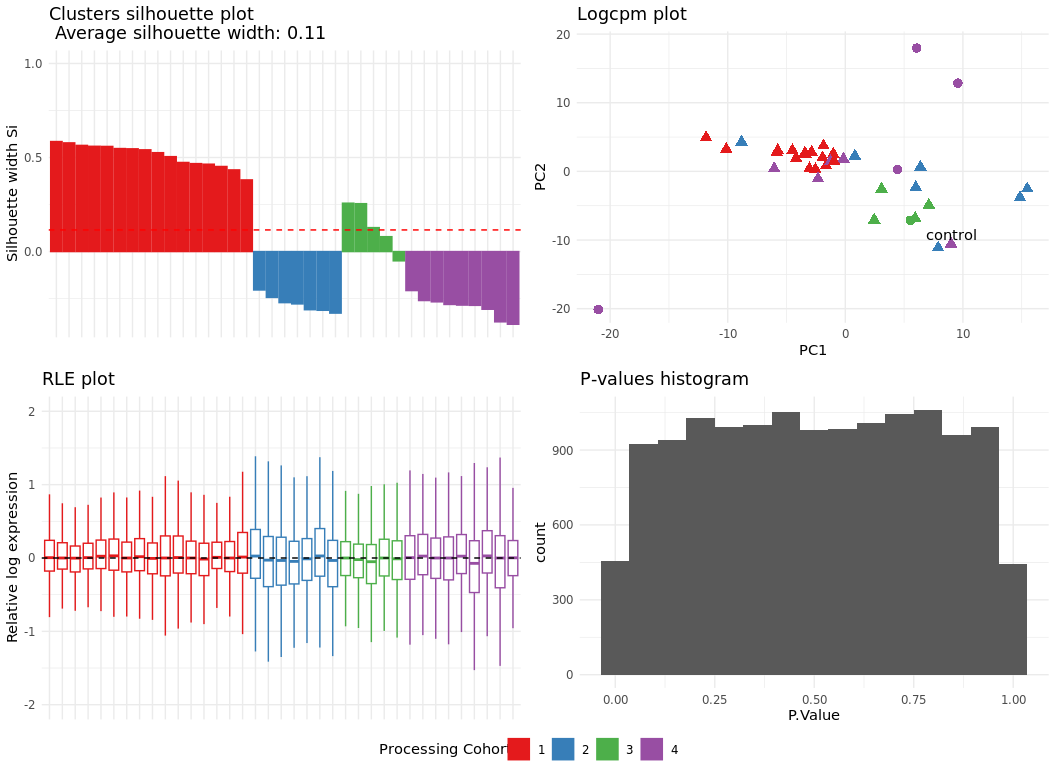 Clusters silhouette plot
Average silhouette width: 0.11
1.0
0.5
0.0
Silhouette width Si
Logcpm plot
20
10
0
-10
-20
PC2
control
-20
-10
0
10
PC1
RLE plot
2
1
0
-1
-2
Relative log expression
P-values histogram
900
600
300
0
count
0.00
0.25
0.50
0.75
1.00
P.Value
Processing Cohort 1 2 3 4